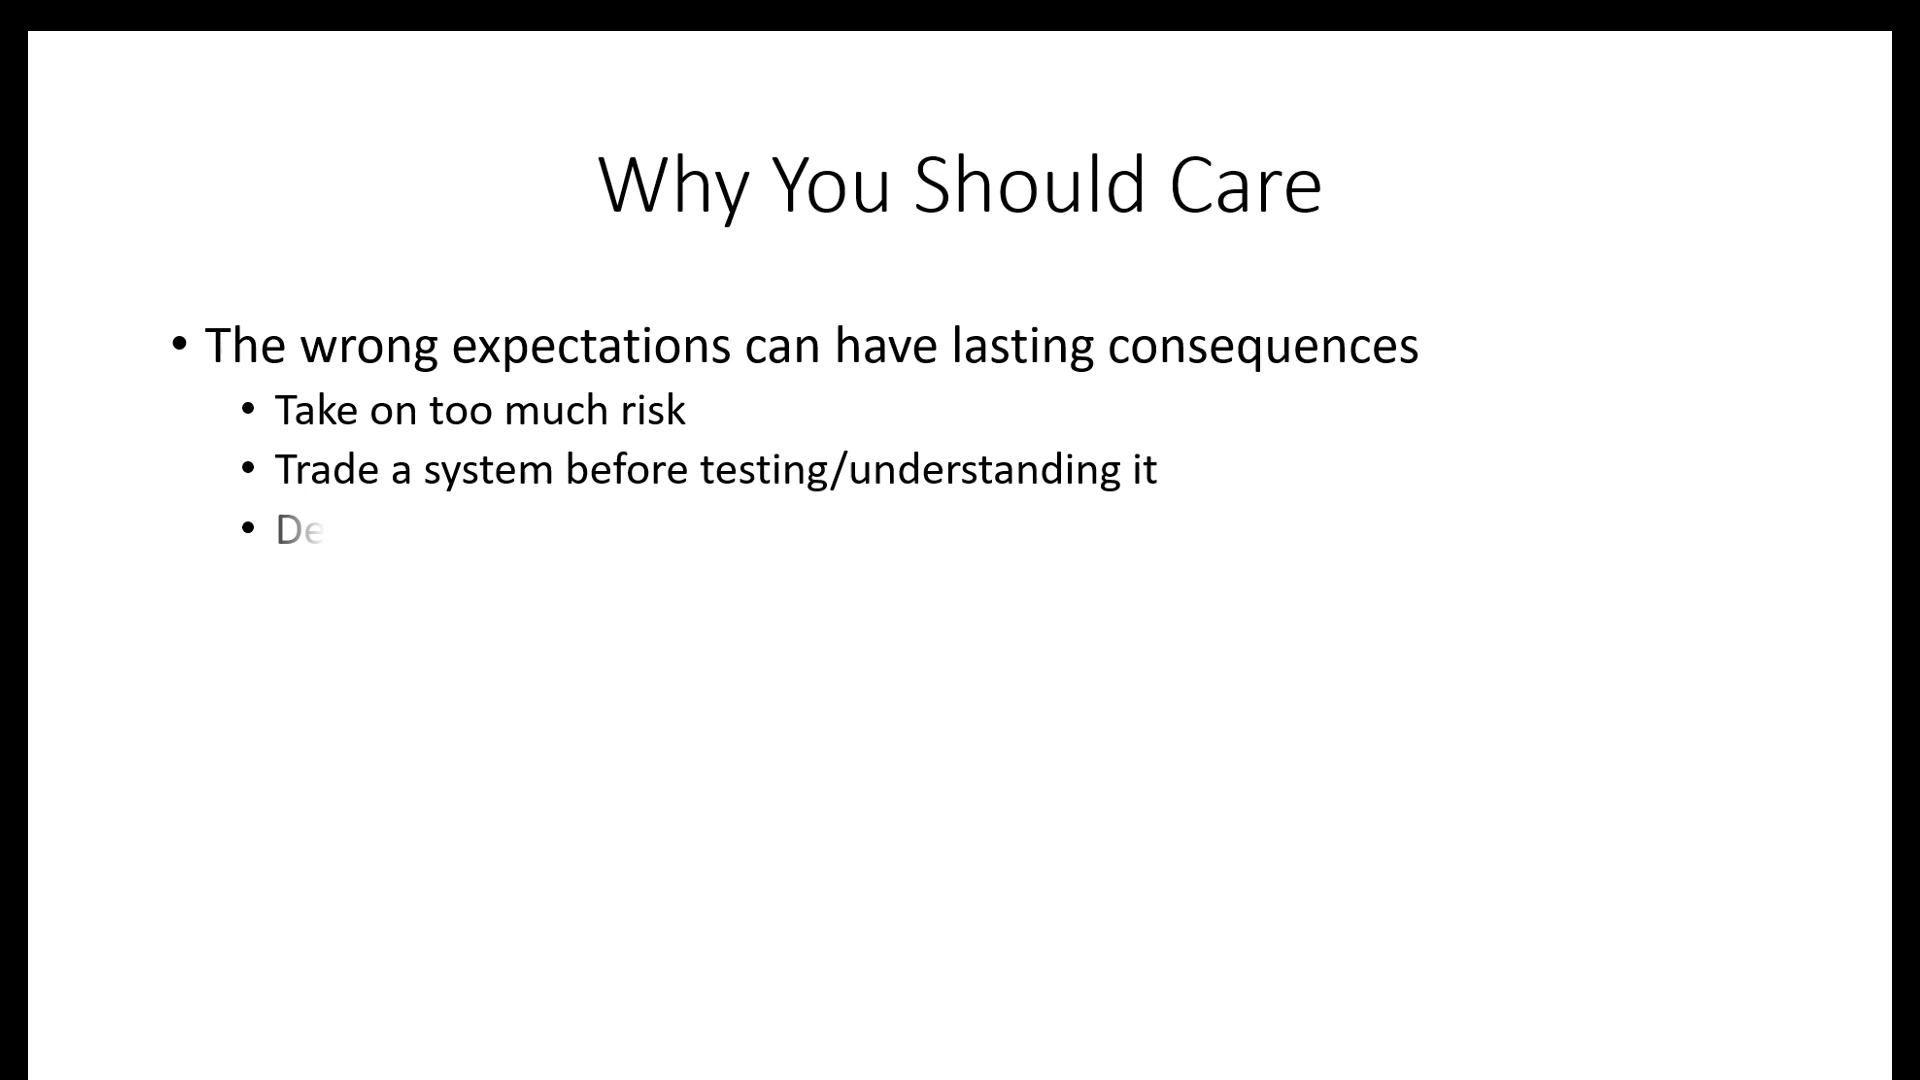 Why You Should Care
• The wrong expectations can have lasting consequences
• Take on too much risk
• Trade a system before testing/understanding it
• De